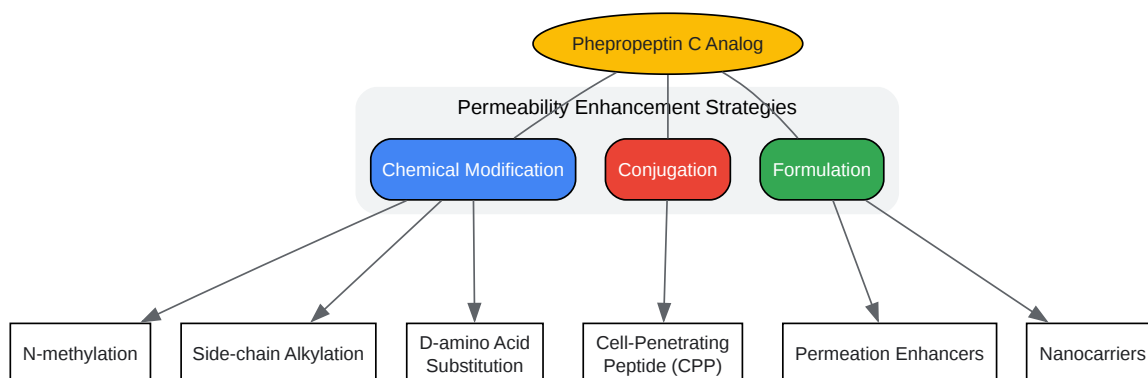 Phepropeptin C Analog
Permeability Enhancement Strategies
Chemical Modification
Conjugation
Formulation
N-methylation
Side-chain Alkylation
D-amino Acid
Substitution
Cell-Penetrating
Peptide (CPP)
Permeation Enhancers
Nanocarriers